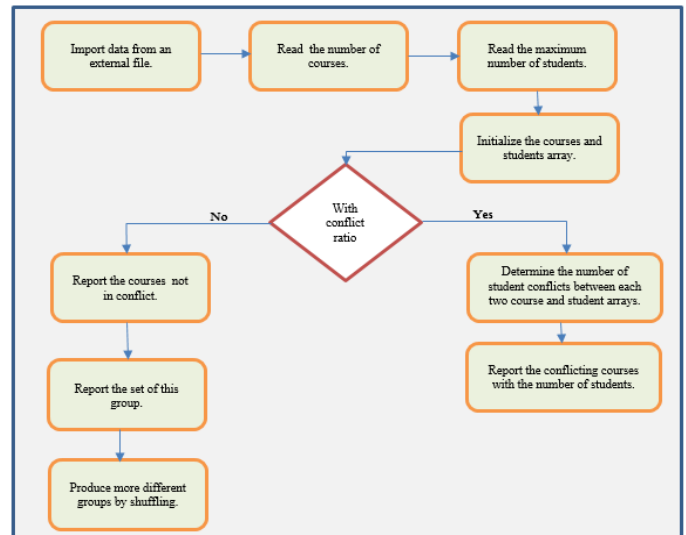 Import data from an
external file.
Read the number of
courses.
Read the maximum
number of students.
Initialize the courses and
students array.
With
conflict
ratio
No
Yes
Report the courses not
in conflict.
Determine the number of
student conflicts between each
two course and student arrays.
Report the set of this
group.
Report the conflicting courses
with the number of students.
Produce more different
groups by shuffling.